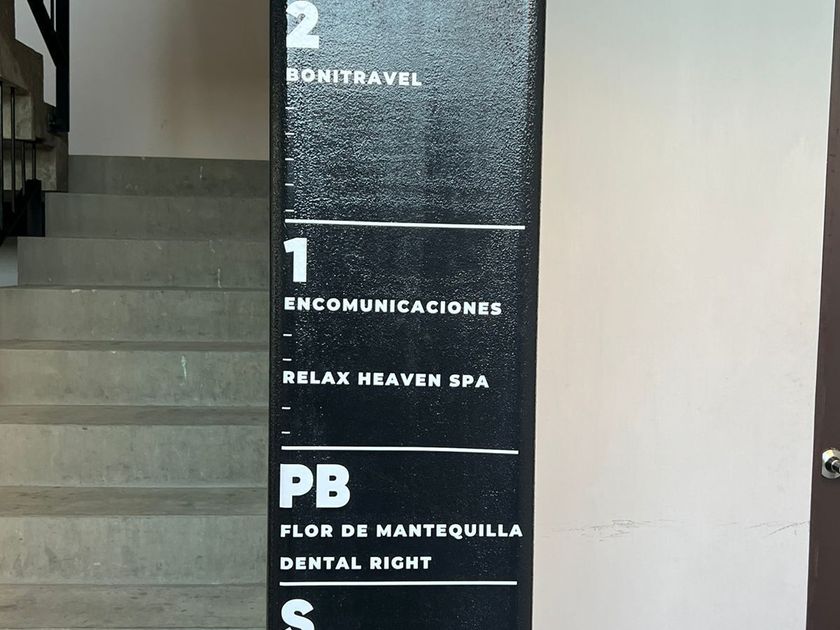 2
BONITRAVEL
1
ENCOMUNICACIONES
RELAX HEAVEN SPA
PB
FLOR DE MANTEQUILLA
DENTAL RIGHT
S